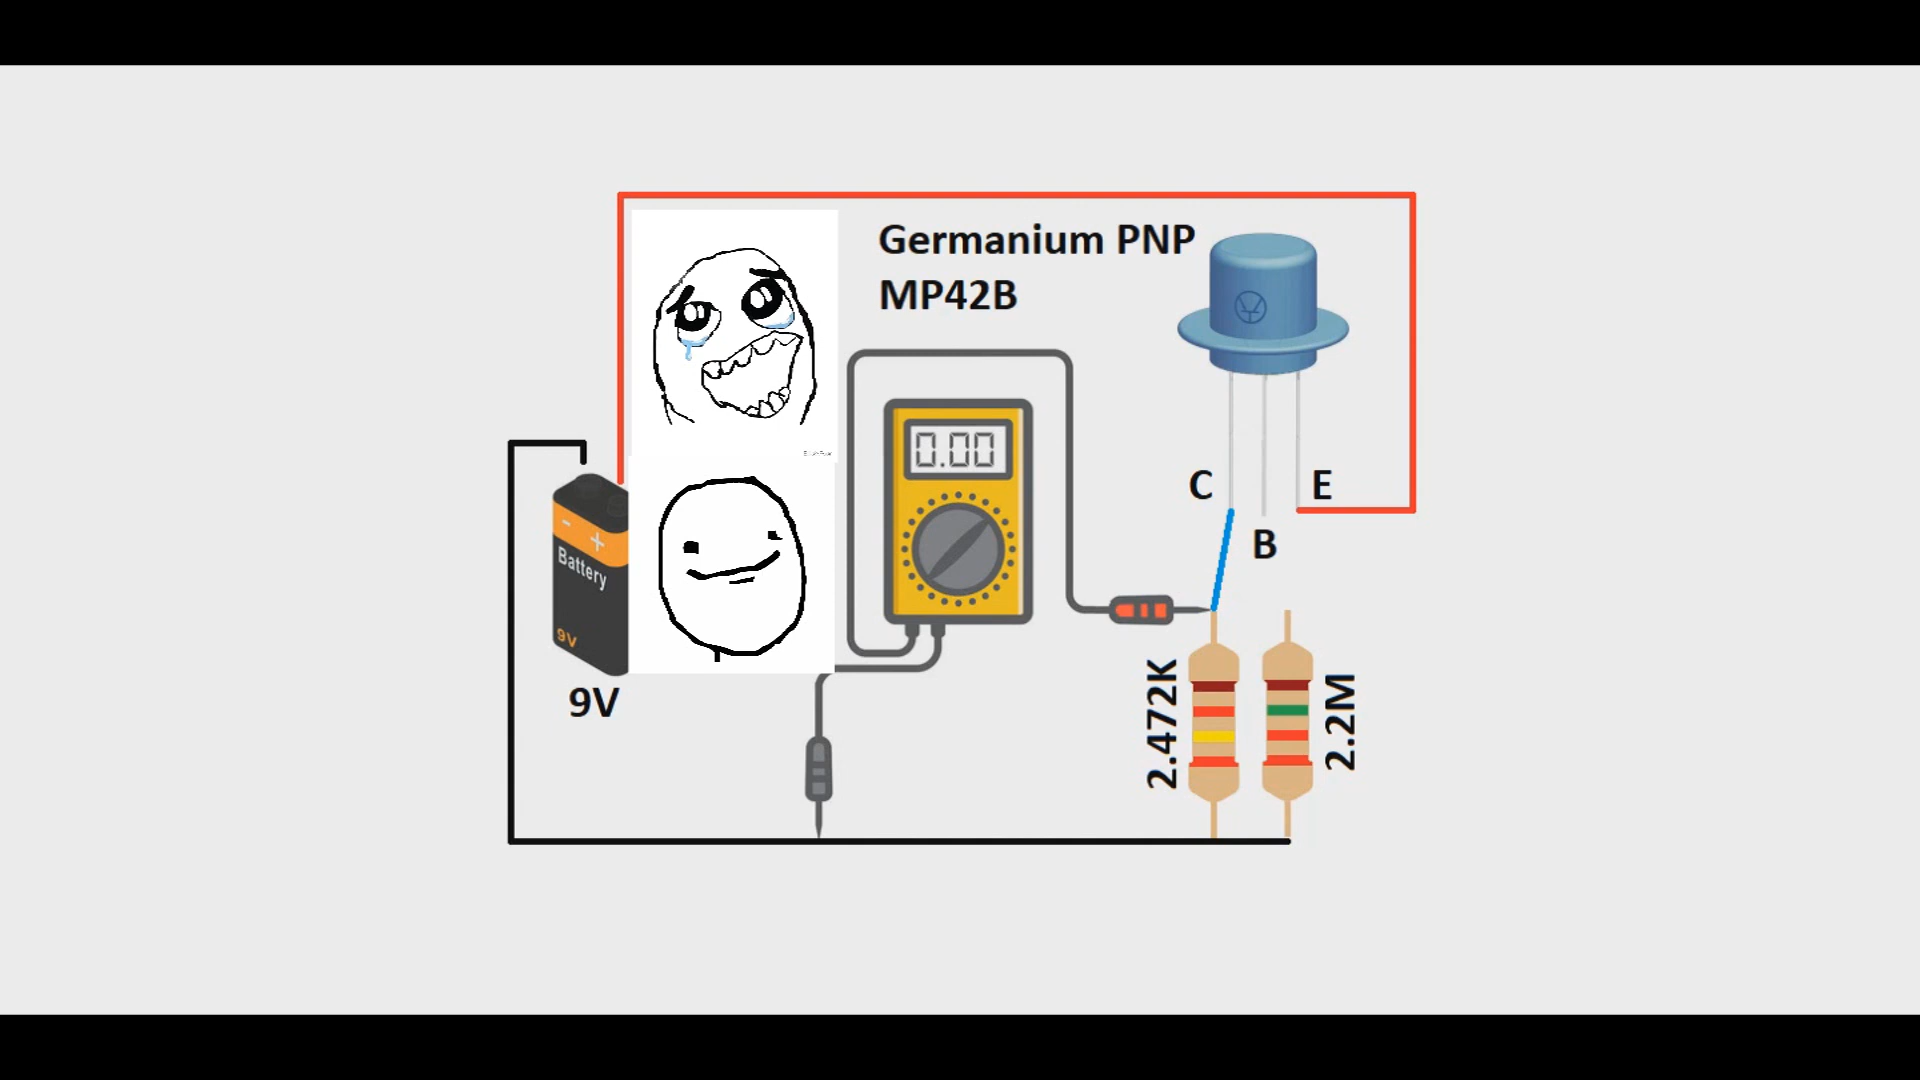 Germanium PNP
MP42B
0.00
C
E
B
-
+
Battery
9V
9V
2.472K
2.2M